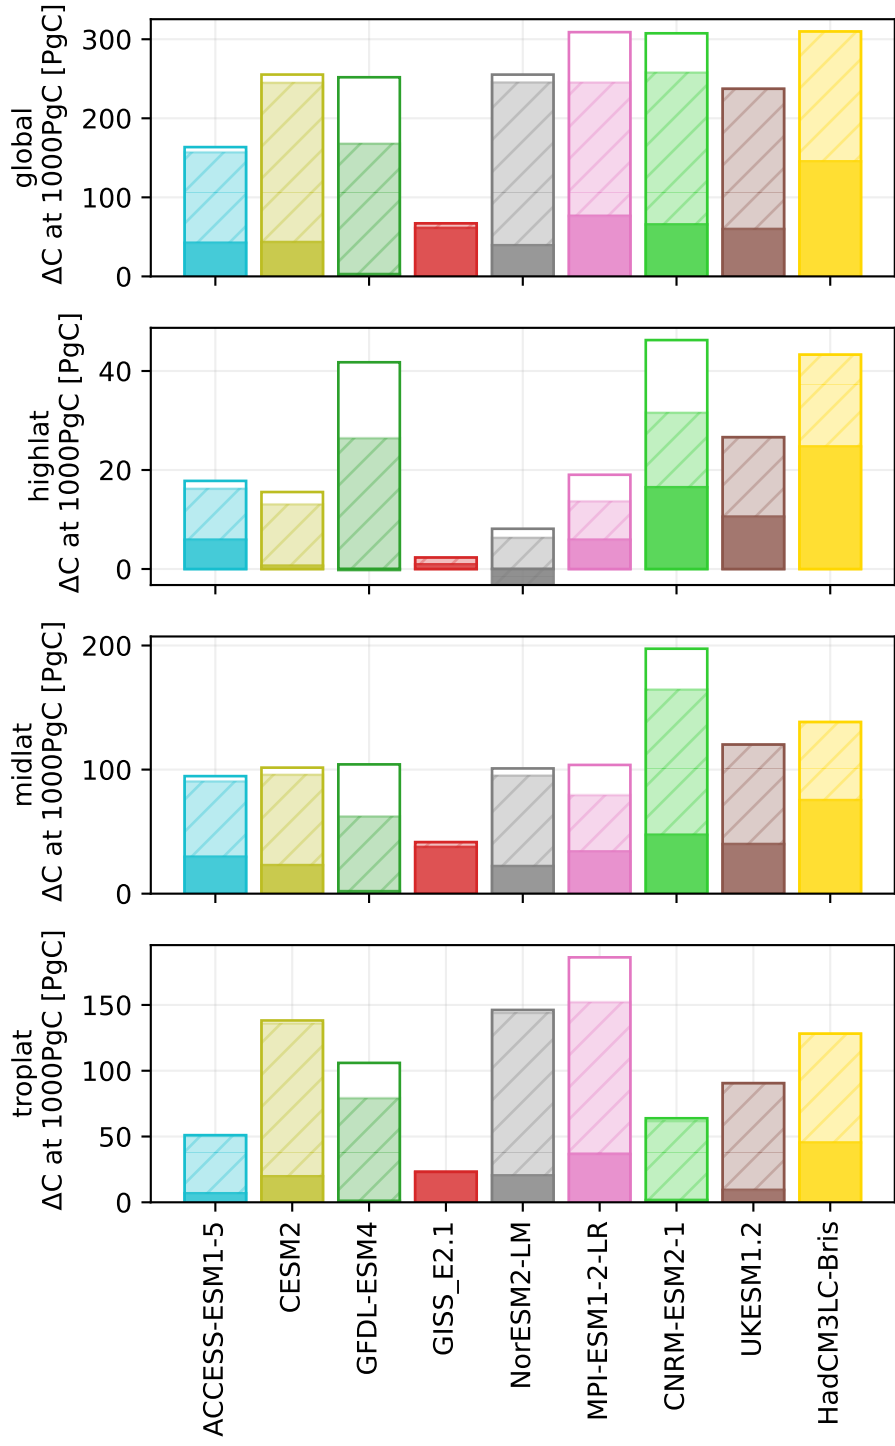 global
ΔC at 1000PgC [PgC]
300
200
100
0
highlat
ΔC at 1000PgC [PgC]
40
20
0
midlat
ΔC at 1000PgC [PgC]
200
100
0
troplat
ΔC at 1000PgC [PgC]
150
100
50
0
ACCESS-ESM1-5
CESM2
GFDL-ESM4
GISS_E2.1
NorESM2-LM
MPI-ESM1-2-LR
CNRM-ESM2-1
UKESM1.2
HadCM3LC-Bris